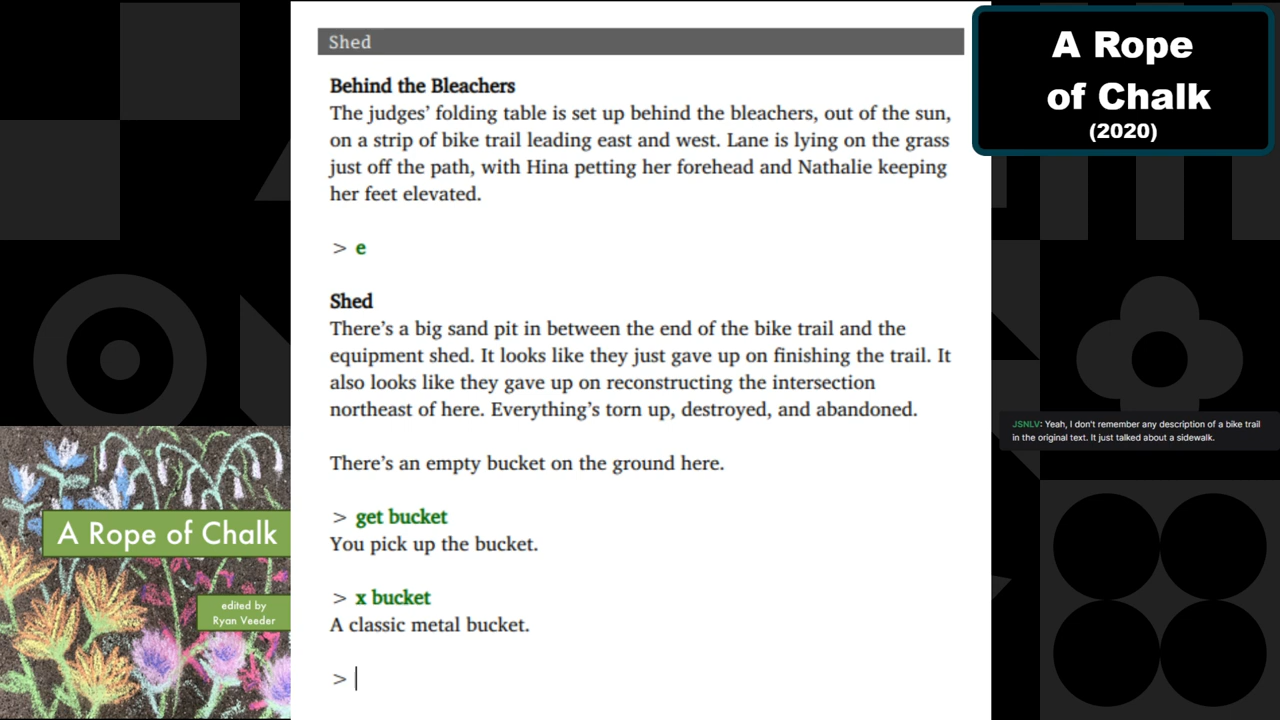 Shed
Behind the Bleachers
The judges’ folding table is set up behind the bleachers, out of the sun,
on a strip of bike trail leading east and west. Lane is lying on the grass
just off the path, with Hina petting her forehead and Nathalie keeping
her feet elevated.
> e
Shed
There’s a big sand pit in between the end of the bike trail and the
equipment shed. It looks like they just gave up on finishing the trail. It
also looks like they gave up on reconstructing the intersection
northeast of here. Everything’s torn up, destroyed, and abandoned.
There’s an empty bucket on the ground here.
> get bucket
You pick up the bucket.
> x bucket
A classic metal bucket.
>
A Rope
of Chalk
(2020)
JSNLV: Yeah, I don't remember any description of a bike trail
in the original text. It just talked about a sidewalk.
A Rope of Chalk
edited by
Ryan Veeder